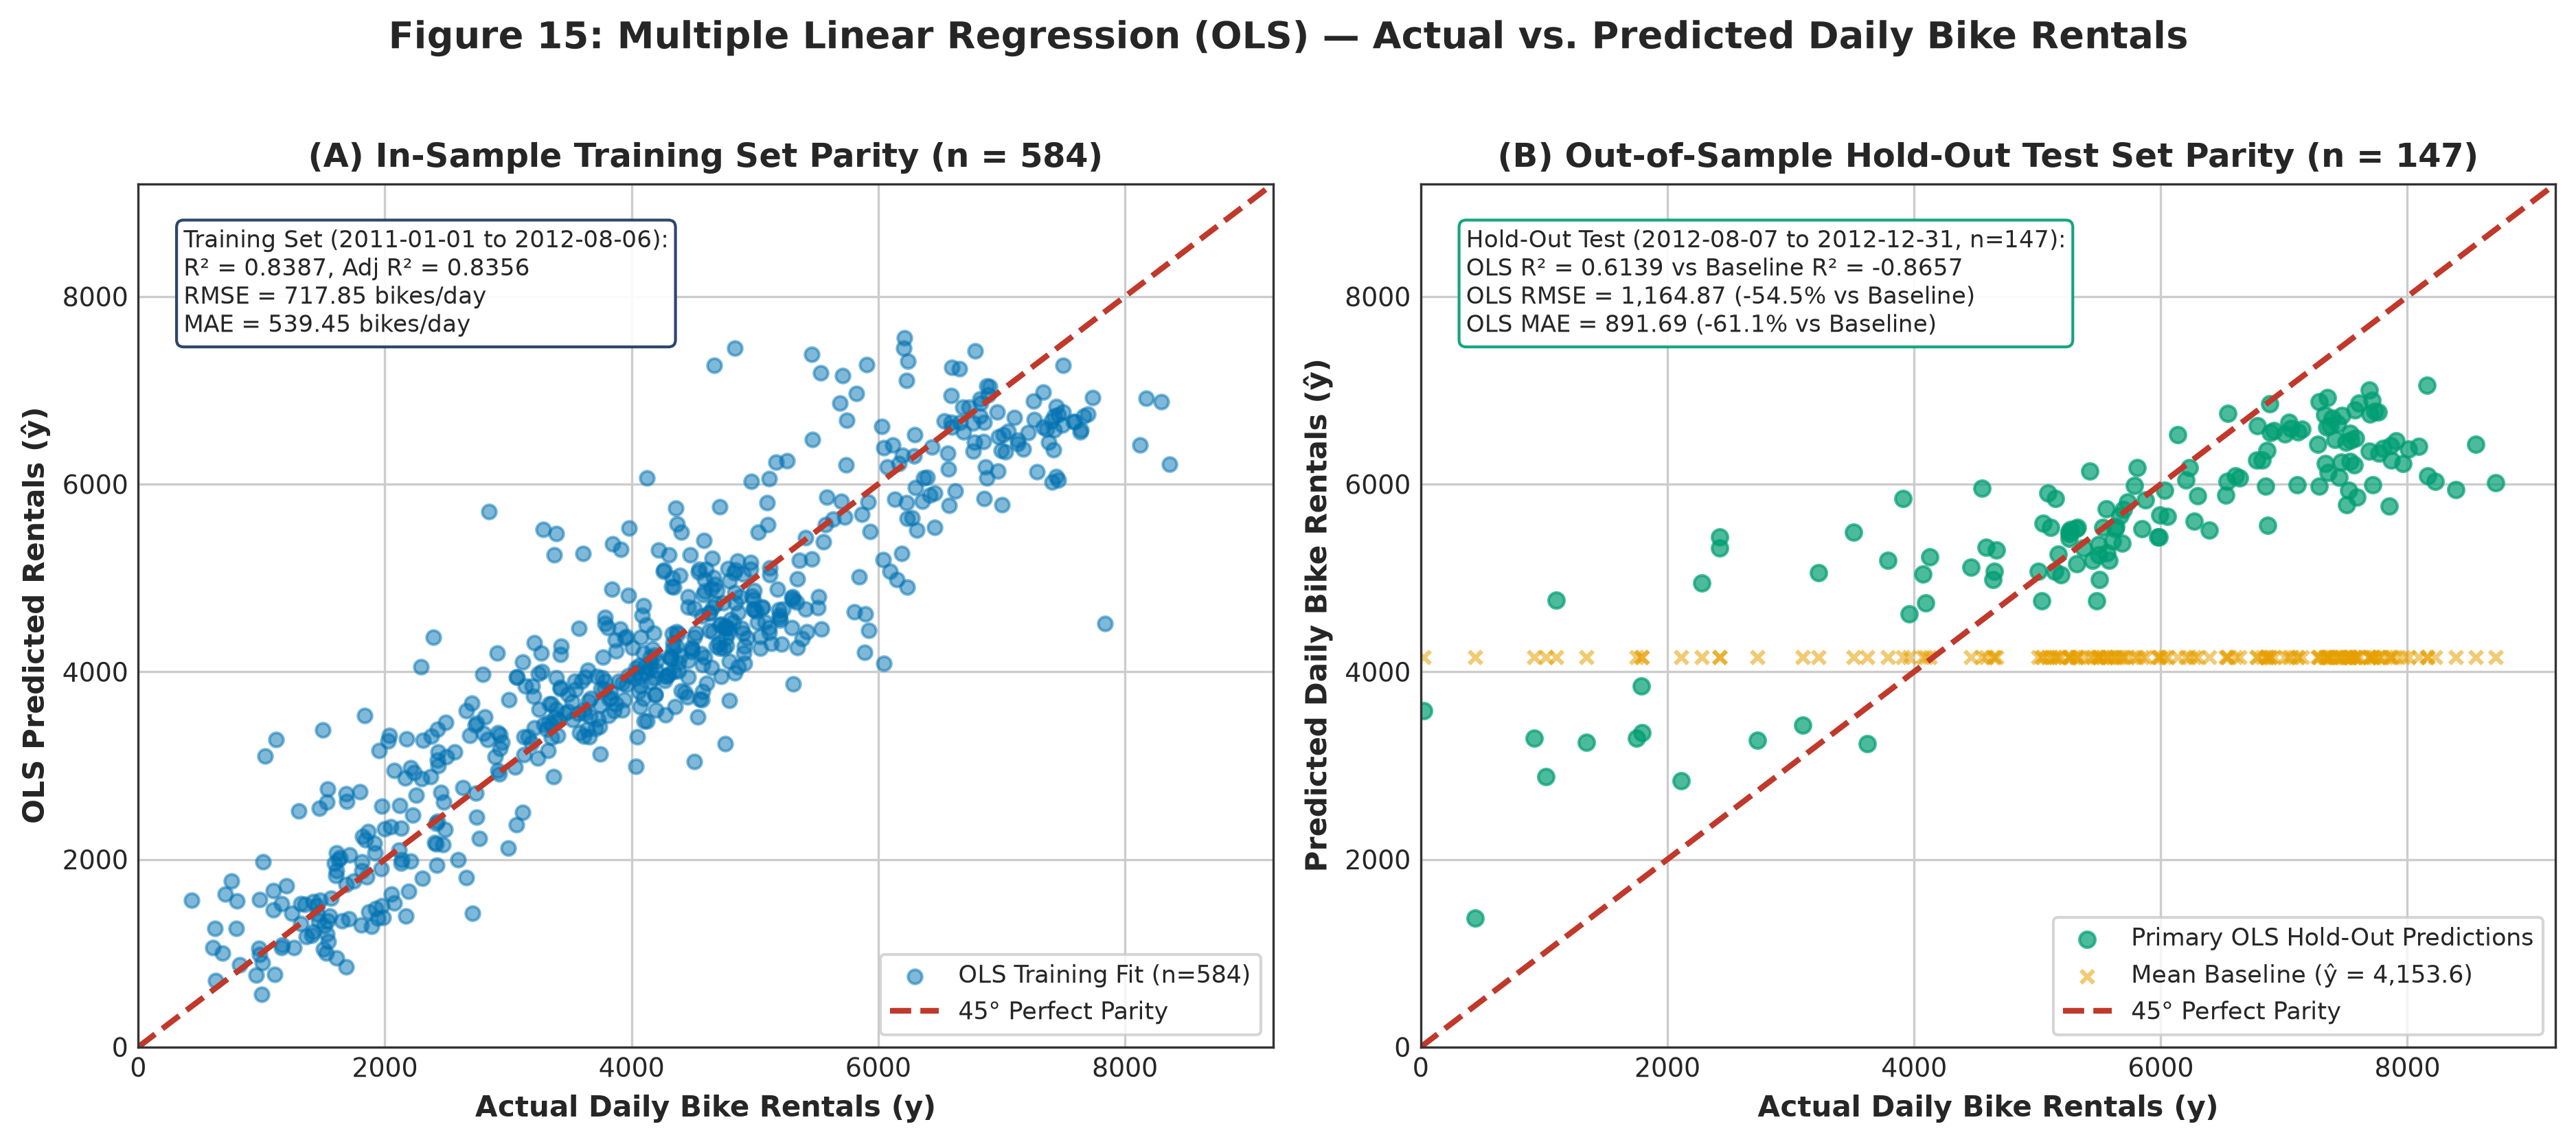 Figure 15: Multiple Linear Regression (OLS) — Actual vs. Predicted Daily Bike Rentals
(A) In-Sample Training Set Parity (n = 584)
Training Set (2011-01-01 to 2012-08-06):
R² = 0.8387, Adj R² = 0.8356
RMSE = 717.85 bikes/day
MAE = 539.45 bikes/day
OLS Predicted Rentals (ŷ)
8000
6000
4000
2000
0
0 2000 4000 6000 8000
Actual Daily Bike Rentals (y)
OLS Training Fit (n=584)
45° Perfect Parity
(B) Out-of-Sample Hold-Out Test Set Parity (n = 147)
Hold-Out Test (2012-08-07 to 2012-12-31, n=147):
OLS R² = 0.6139 vs Baseline R² = -0.8657
OLS RMSE = 1,164.87 (-54.5% vs Baseline)
OLS MAE = 891.69 (-61.1% vs Baseline)
Predicted Daily Bike Rentals (ŷ)
8000
6000
4000
2000
0
0 2000 4000 6000 8000
Actual Daily Bike Rentals (y)
Primary OLS Hold-Out Predictions
Mean Baseline (ŷ = 4,153.6)
45° Perfect Parity